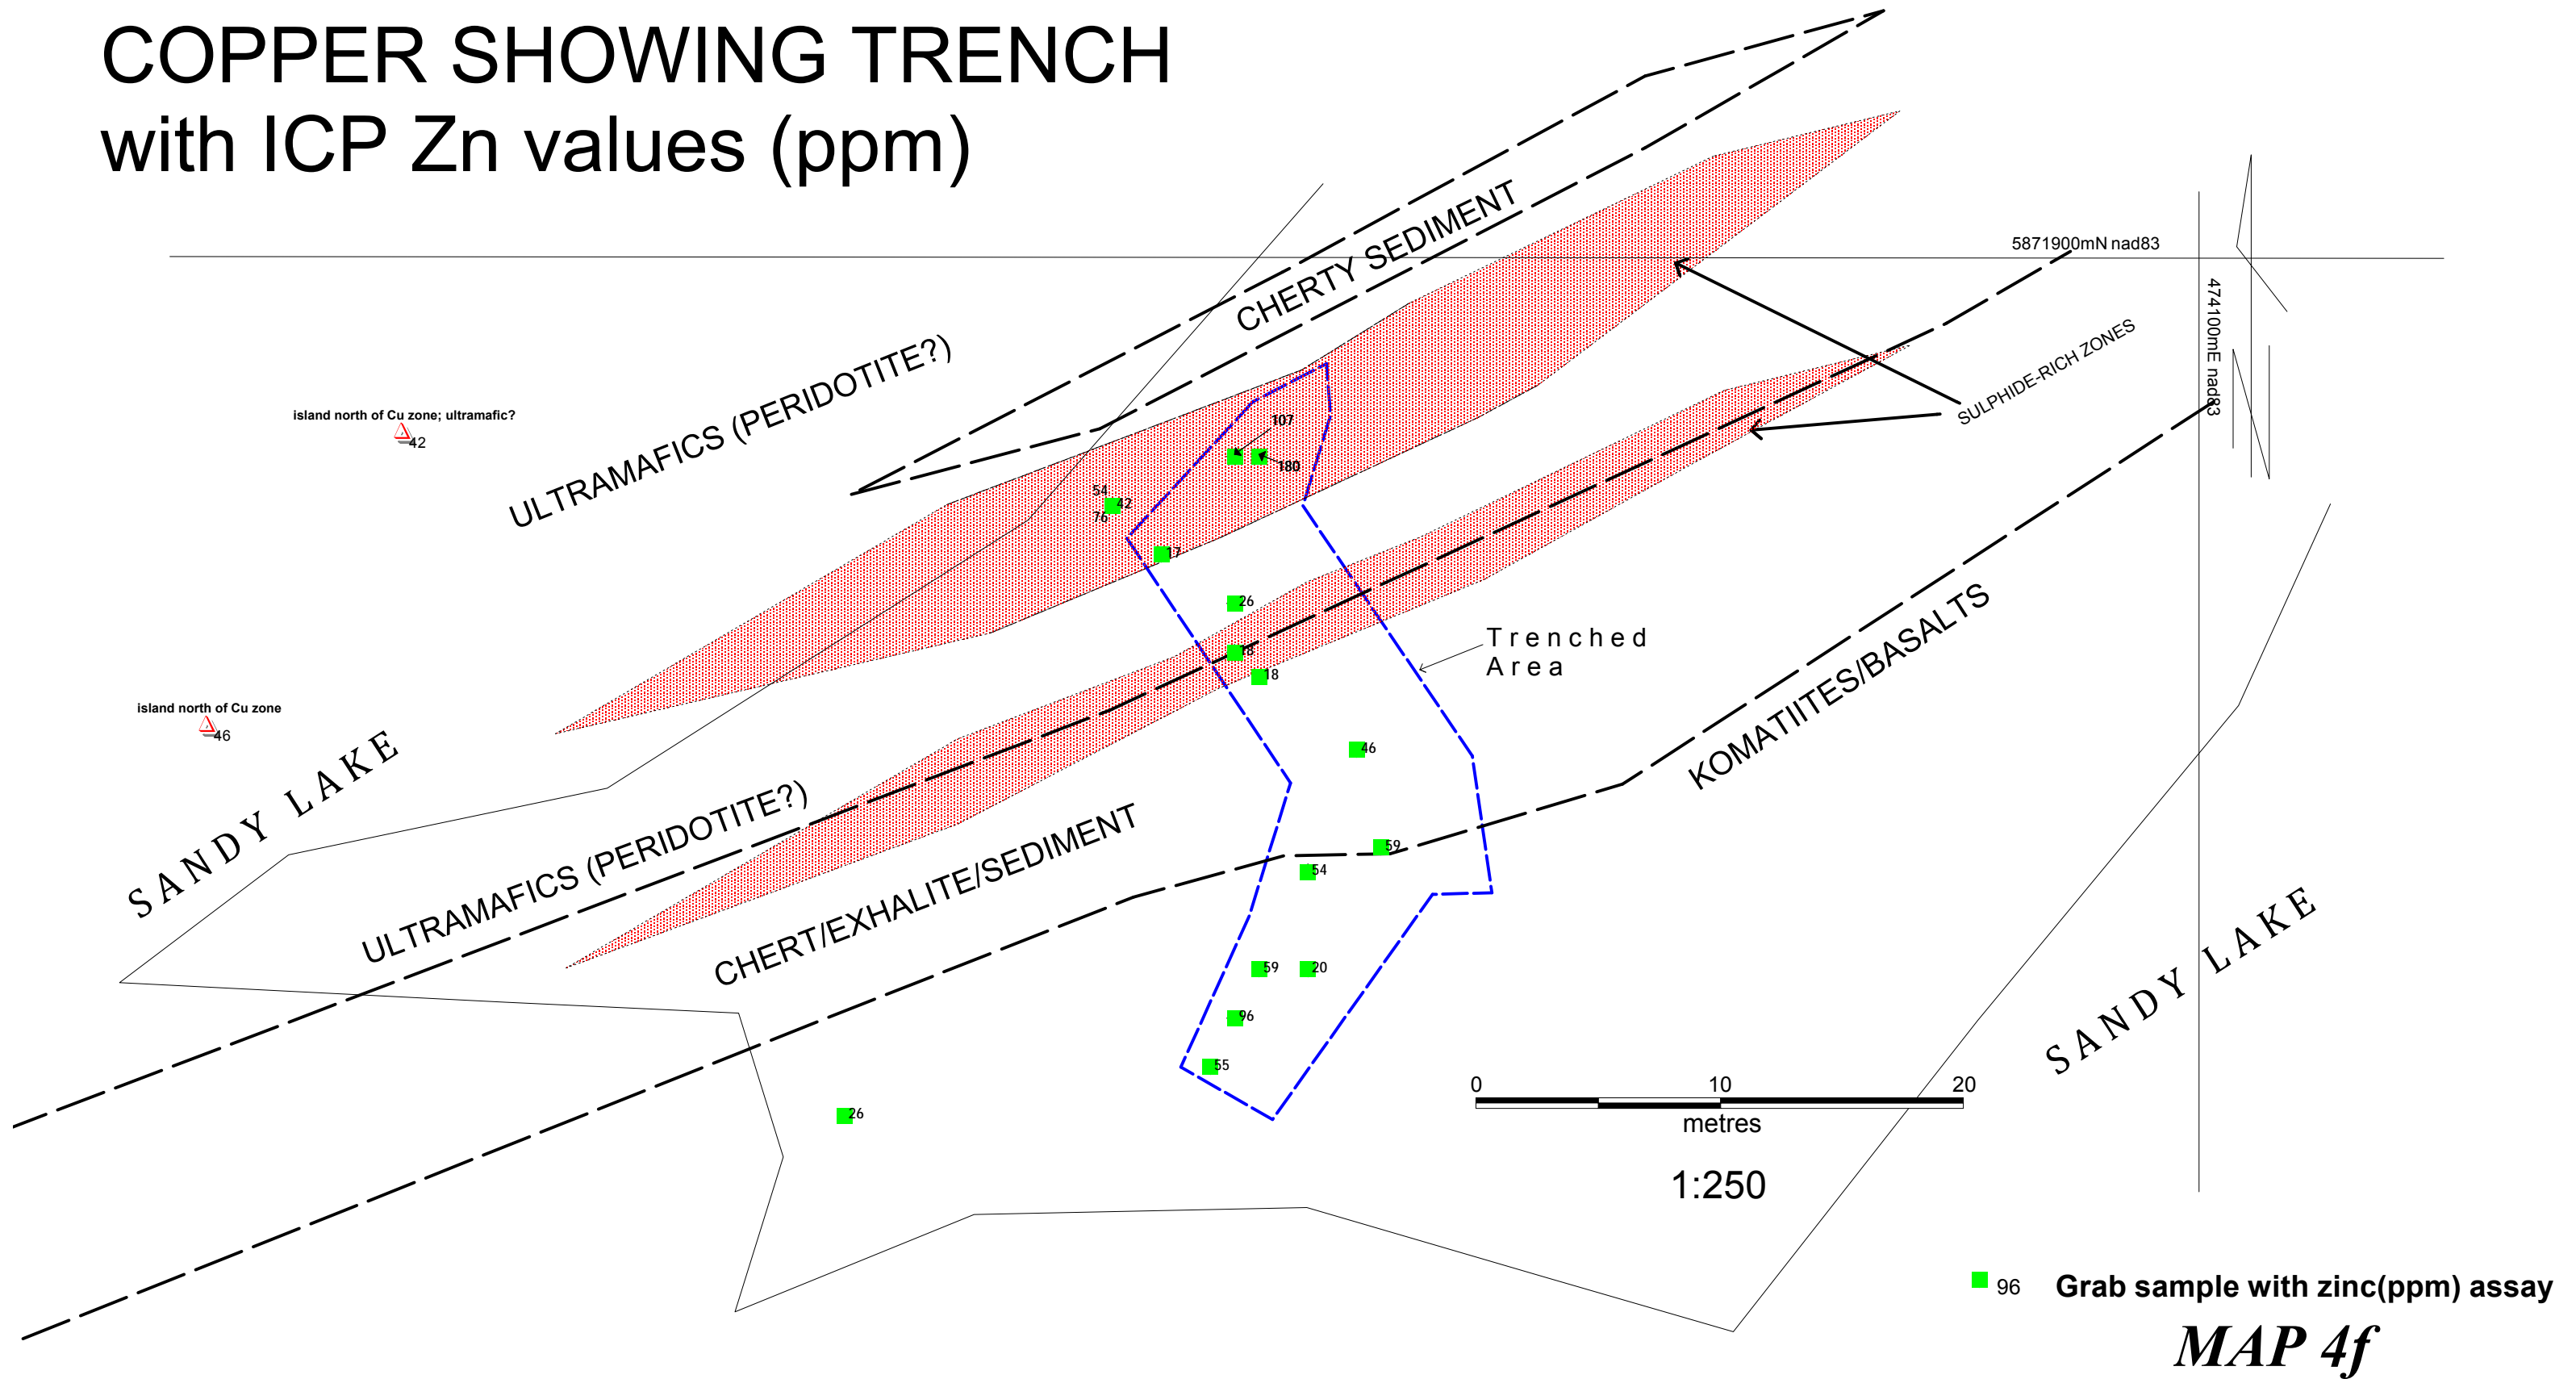 COPPER SHOWING TRENCH
with ICP Zn values (ppm)
5871900mN nad83
474100mE nad83
CHERTY SEDIMENT
ULTRAMAFICS (PERIDOTITE?)
SULPHIDE-RICH ZONES
island north of Cu zone; ultramafic?
42
107
180
54
42
76
17
26
18
18
Trenched
Area
KOMATIITES/BASALTS
island north of Cu zone
46
SANDY LAKE
46
ULTRAMAFICS (PERIDOTITE?)
CHERT/EXHALITE/SEDIMENT
59
54
59
20
96
55
26
SANDY LAKE
0 10 20
metres
1:250
96 Grab sample with zinc(ppm) assay
MAP 4f